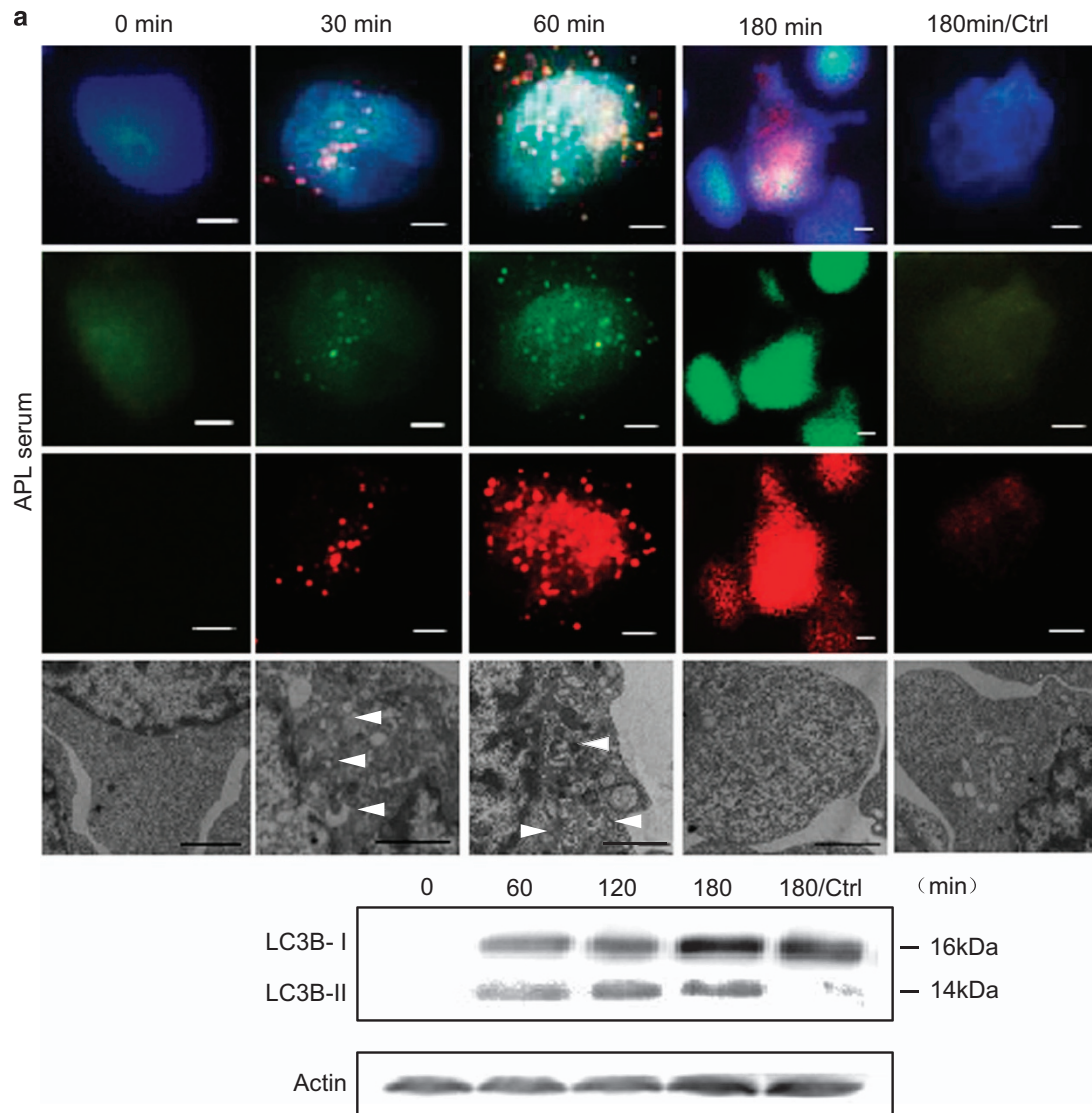 a
0 min 30 min 60 min 180 min 180min/Ctrl
APL serum
0 60 120 180 180/Ctrl （min）
LC3B- I — 16kDa
LC3B-II — 14kDa
Actin